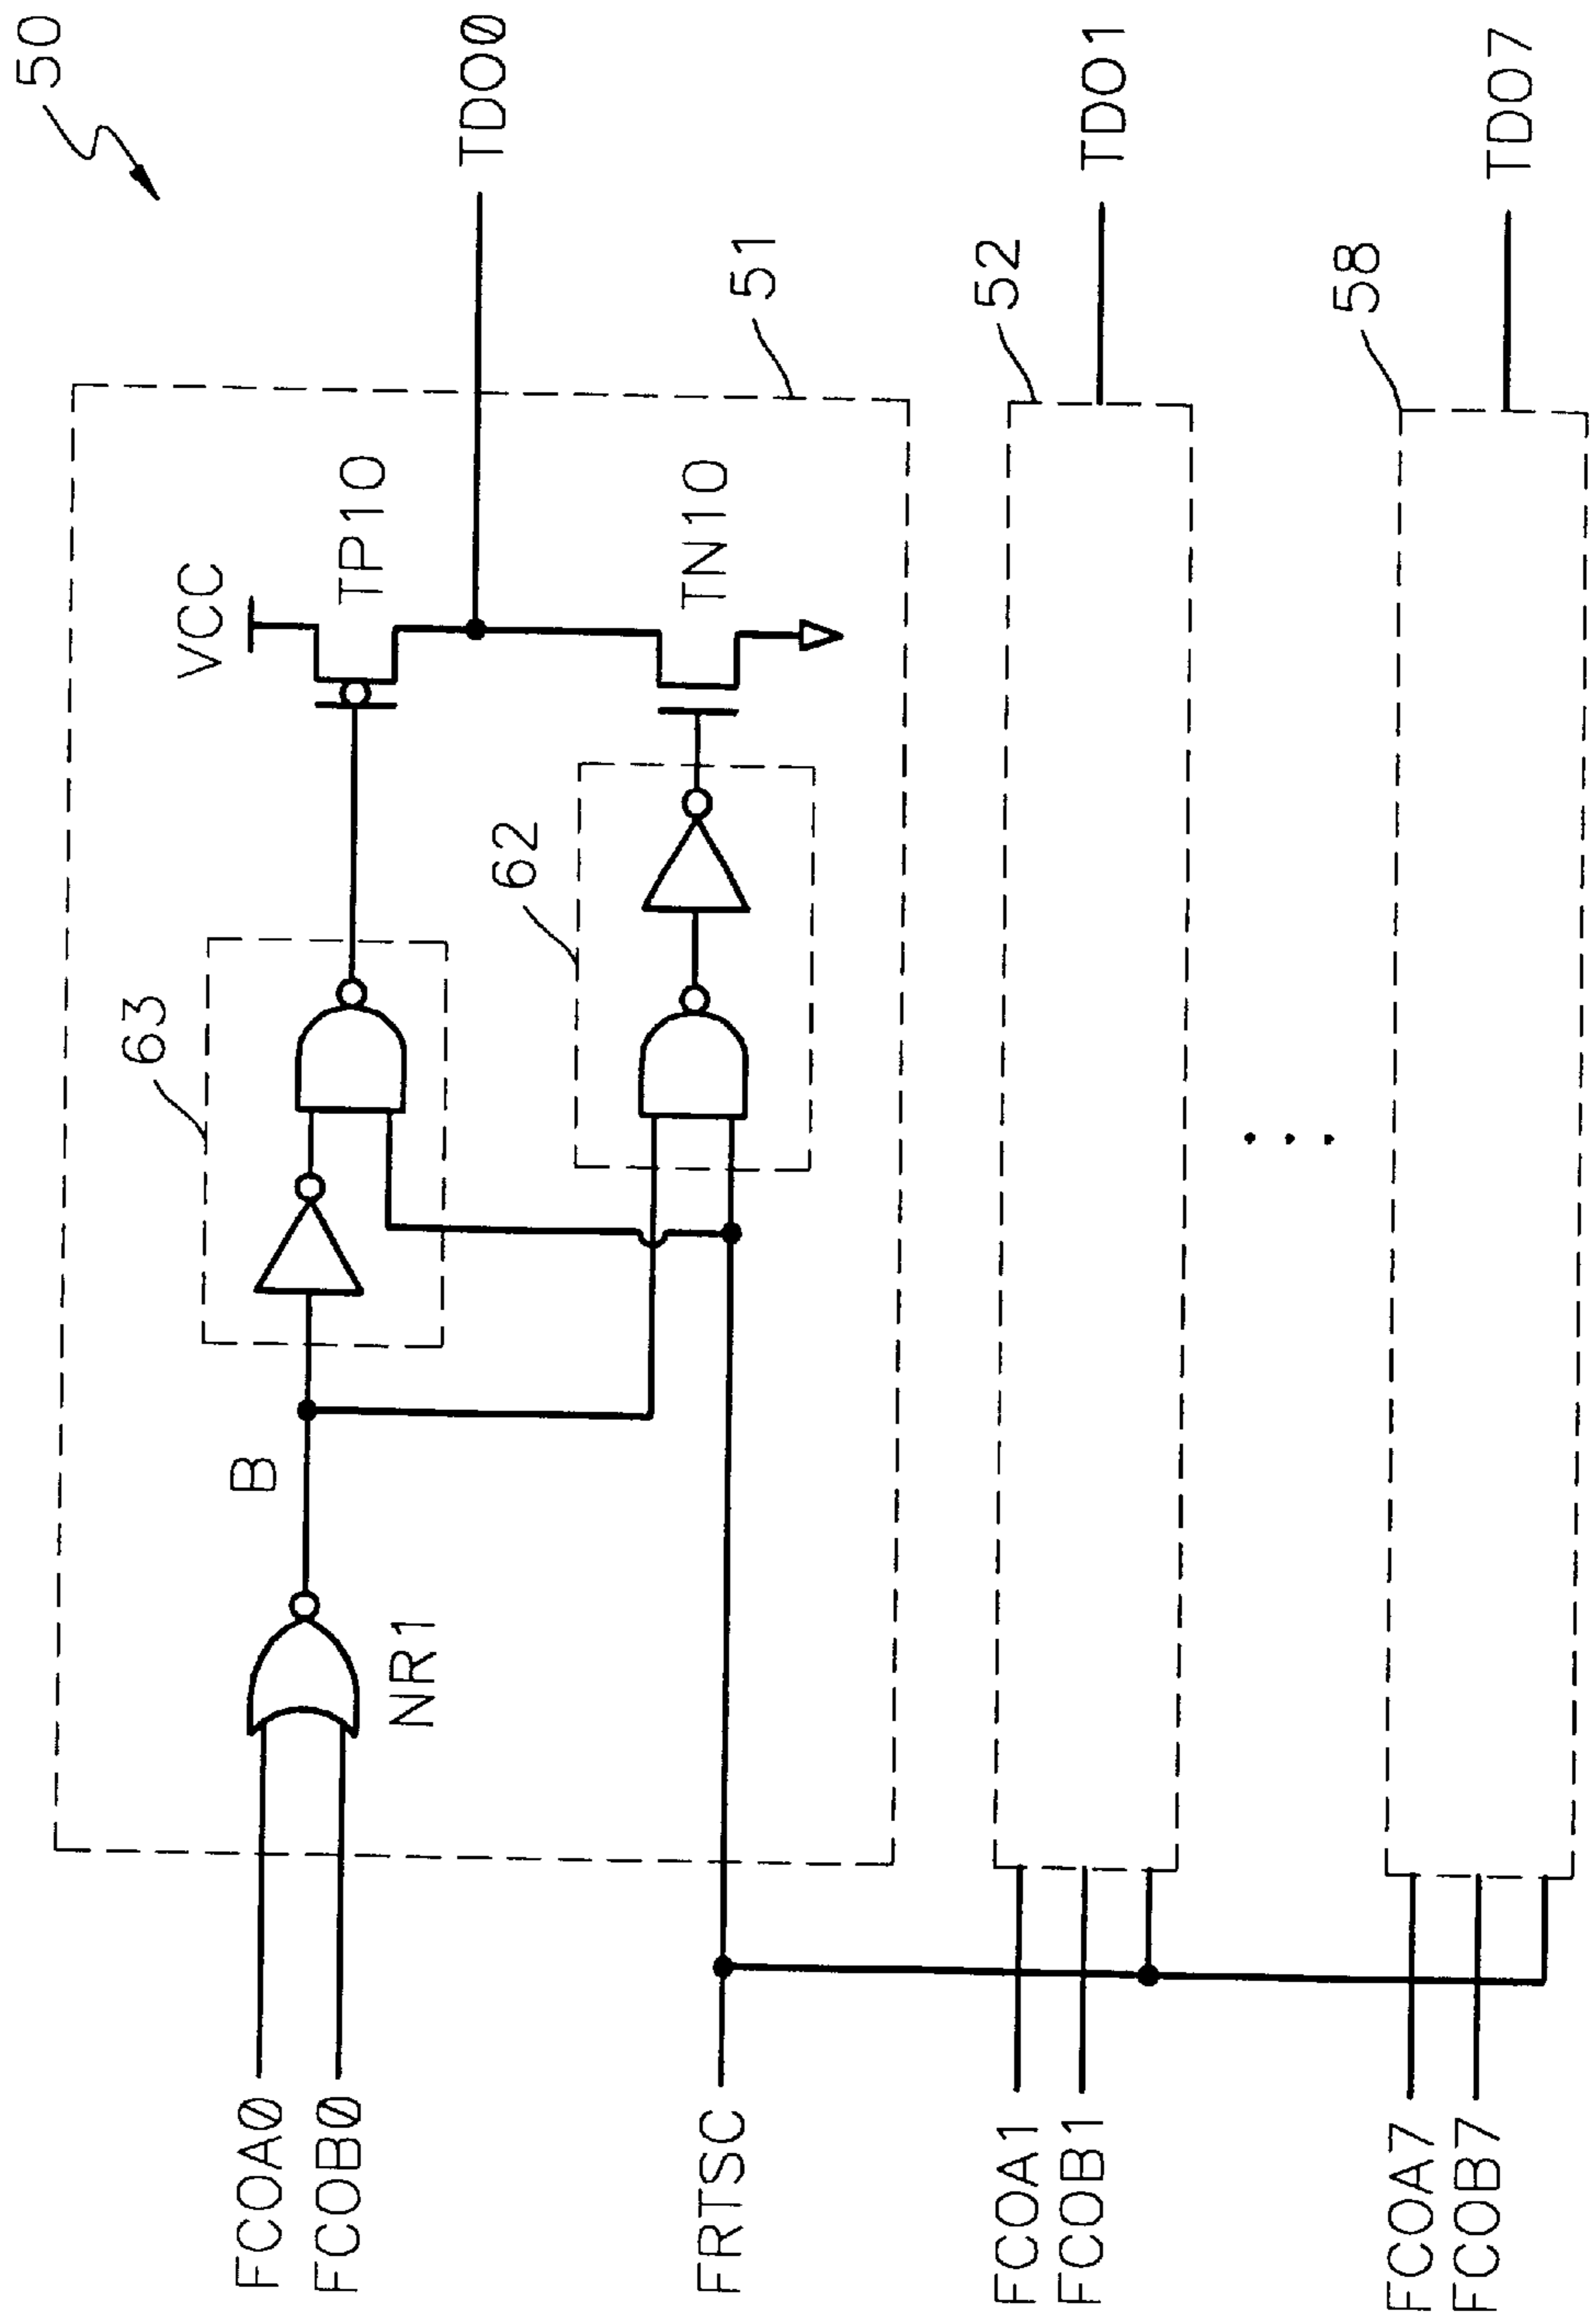 50
FCOA0
FCOB0
NR1
B
63
VCC
TP10
TDO0
62
TN10
51
FRTSC
FCOA1
FCOB1
52
TDO1
FCOA7
FCOB7
58
TDO7